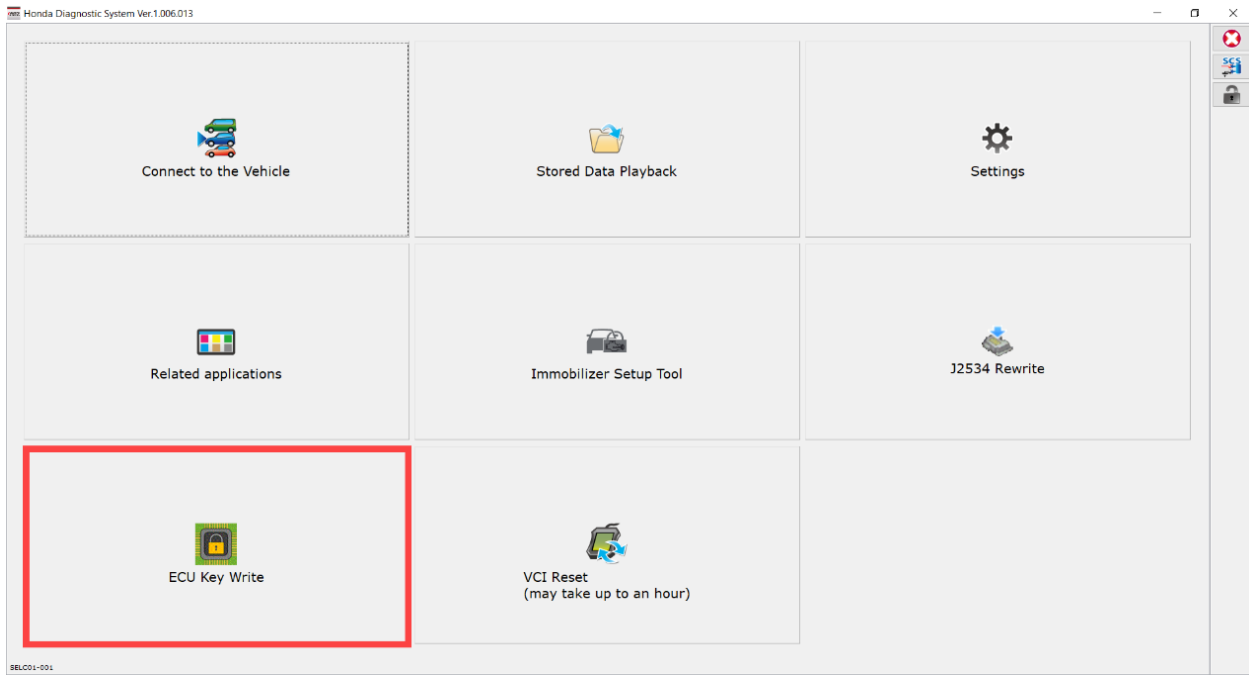 Honda Diagnostic System Ver.1.006.013
SCS
Connect to the Vehicle
Stored Data Playback
Settings
Related applications
Immobilizer Setup Tool
J2534 Rewrite
ECU Key Write
VCI Reset
(may take up to an hour)
SELC01-001